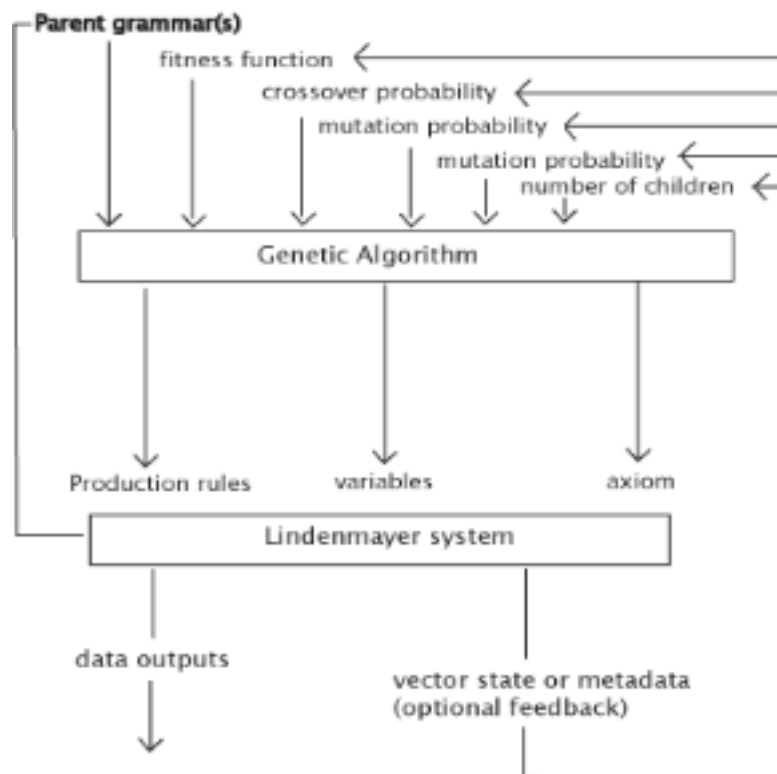 Parent grammar(s)
fitness function
crossover probability
mutation probability
mutation probability
number of children
Genetic Algorithm
Production rules
variables
axiom
Lindenmayer system
data outputs
vector state or metadata
(optional feedback)